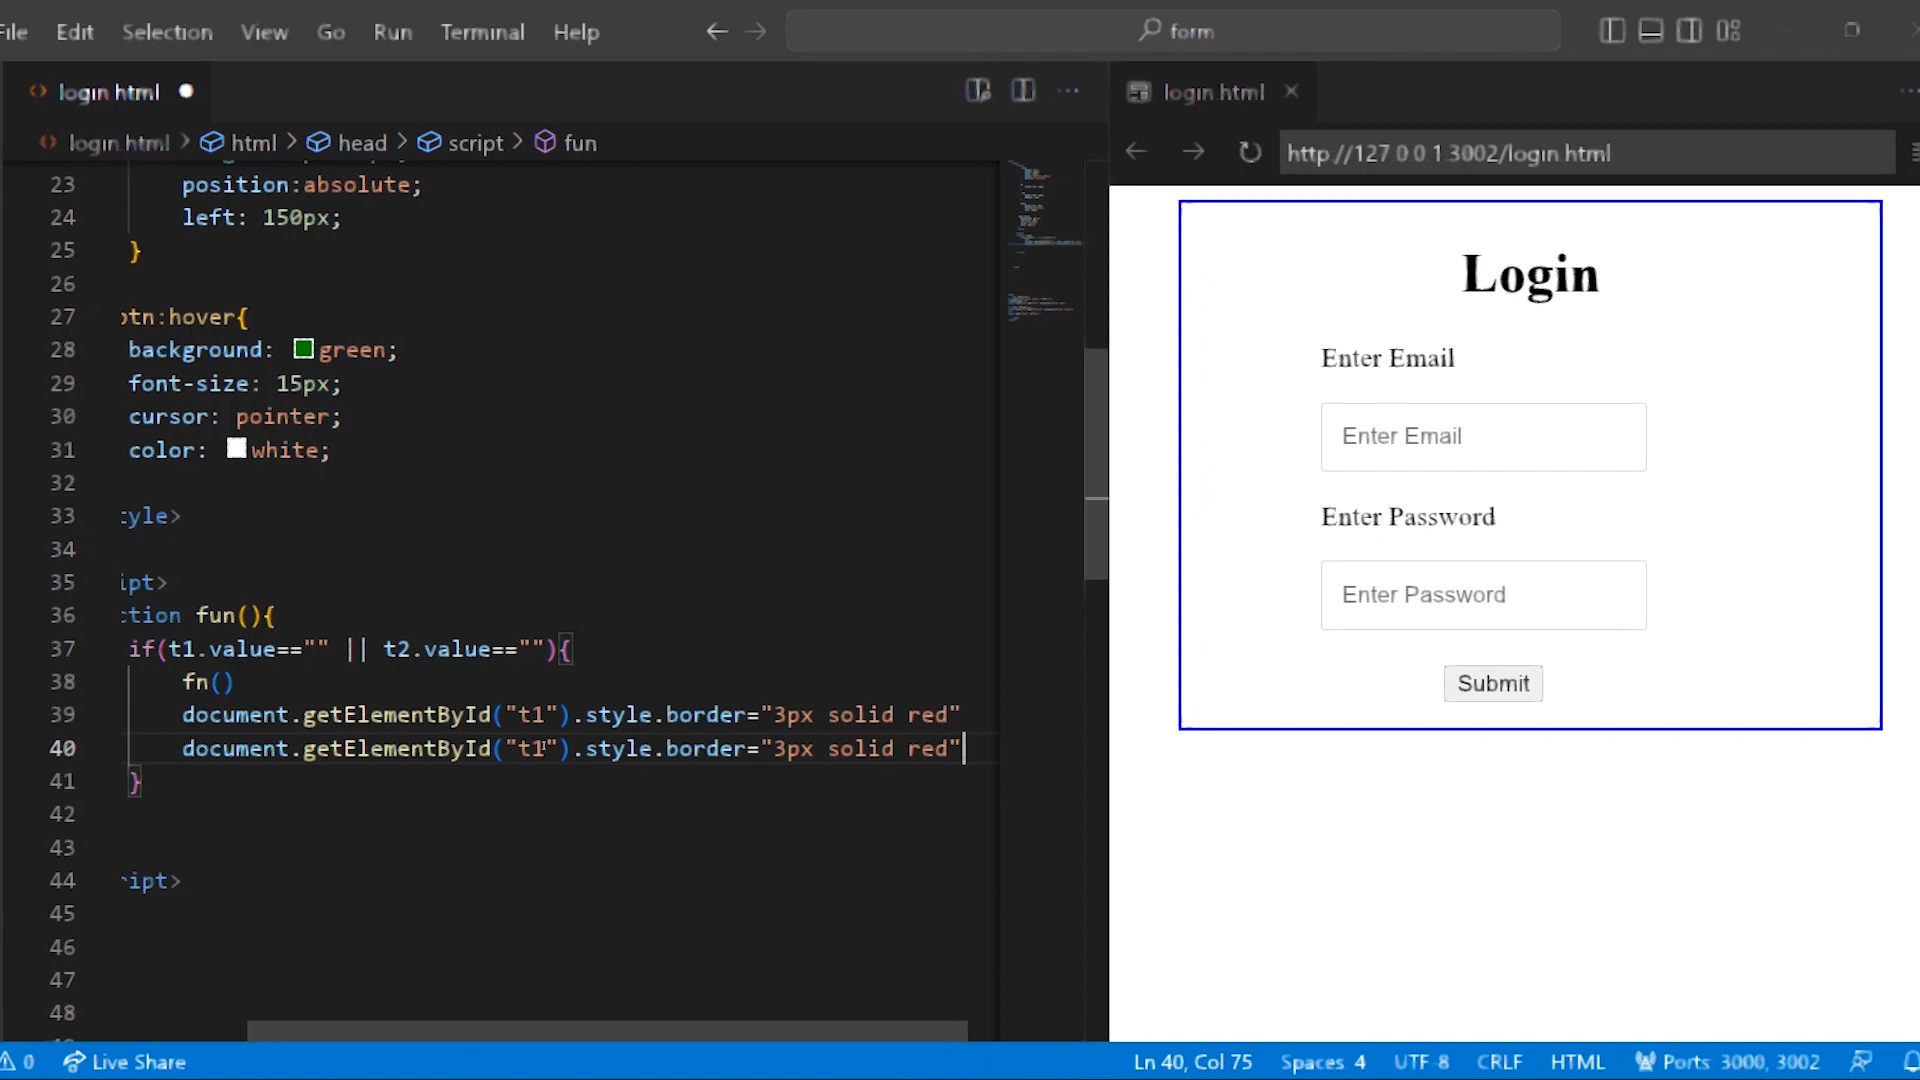 File Edit Selection View Go Run Terminal Help
form
login html
login html > html > head > script > fun
23 position:absolute;
24 left: 150px;
25 }
26
27 btn:hover{
28 background: green;
29 font-size: 15px;
30 cursor: pointer;
31 color: white;
32
33 tyle>
34
35 ipt>
36 ction fun(){
37 if(t1.value=="" || t2.value==""){
38 fn()
39 document.getElementById("t1").style.border="3px solid red"
40 document.getElementById("t1").style.border="3px solid red"
41 }
42
43
44 ript>
45
46
47
48
0 Live Share
login html
http://127 0 0 1 3002/login html
Login
Enter Email
Enter Email
Enter Password
Enter Password
Submit
Ln 40, Col 75 Spaces 4 UTF-8 CRLF HTML Ports 3000, 3002